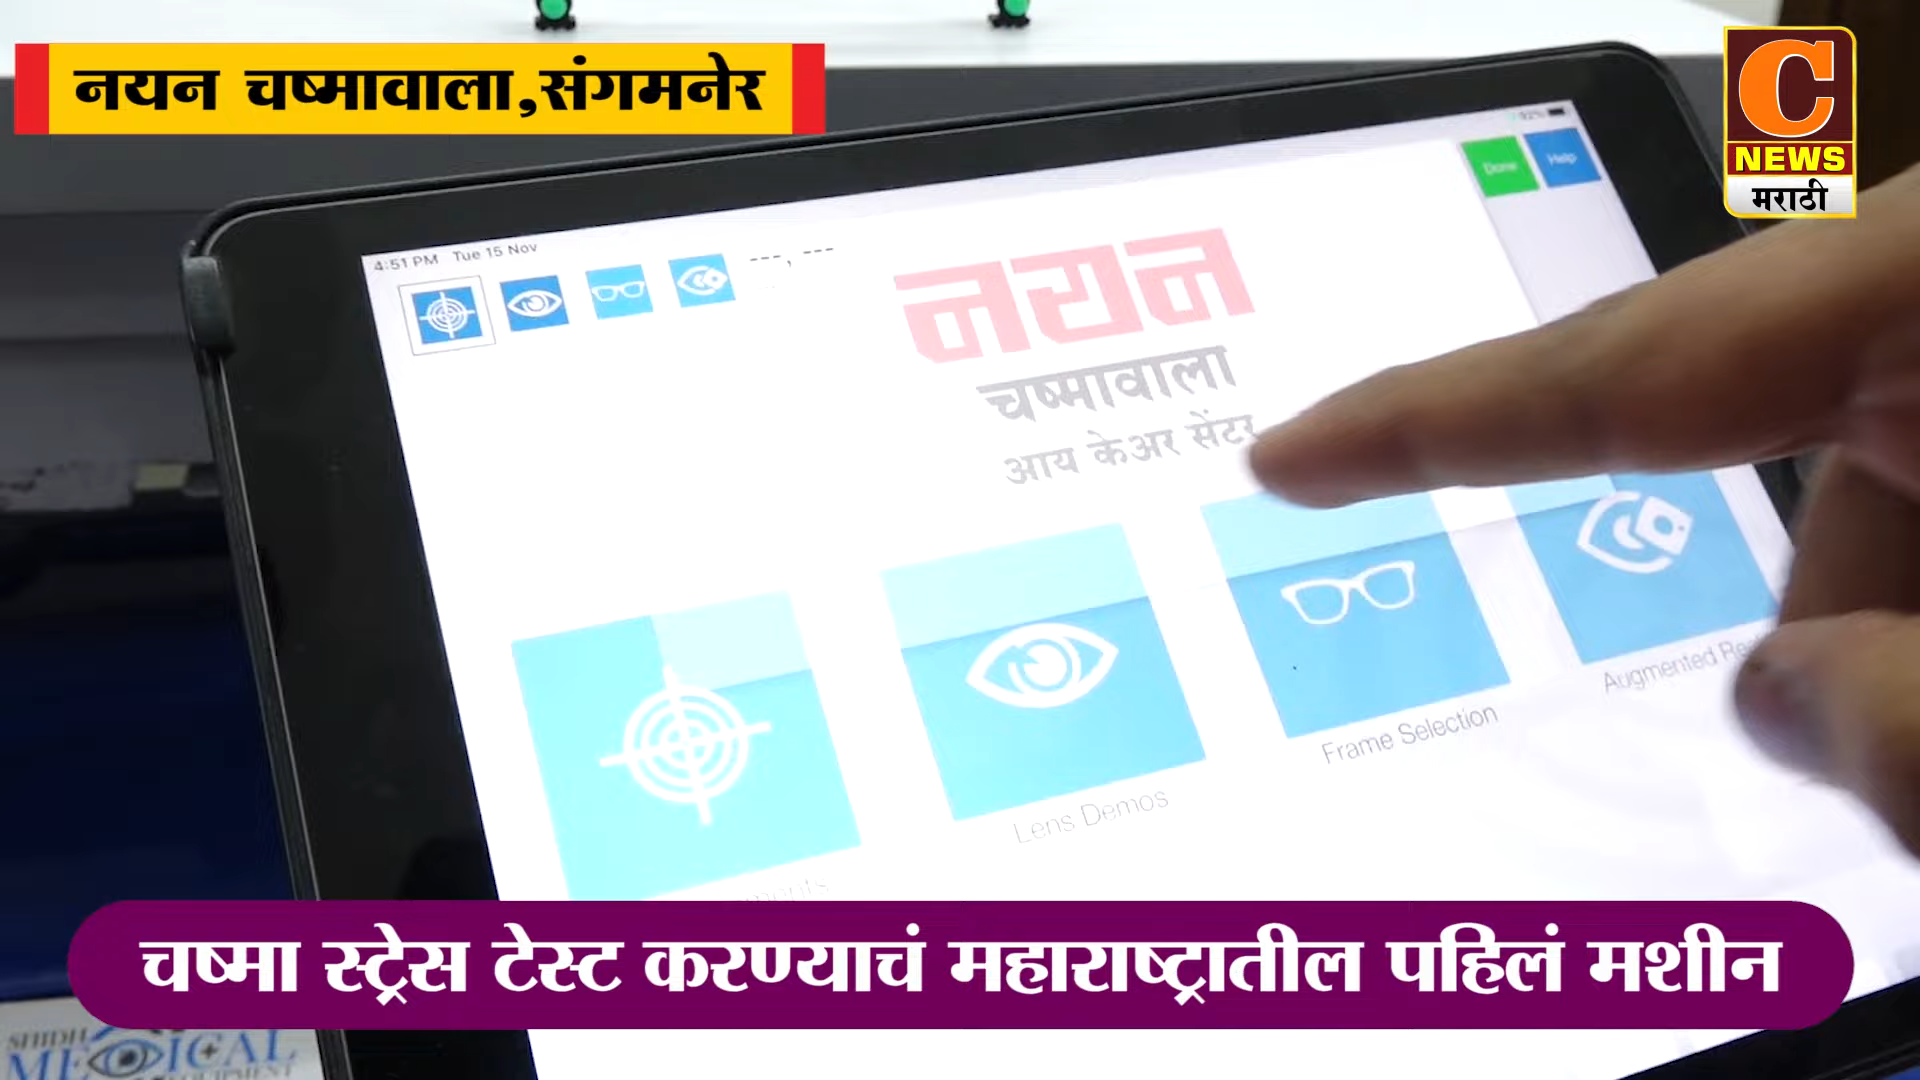 नयन चष्मावाला,संगमनेर
C
NEWS
मराठी
4:51 PM Tue 15 Nov
92%
Done
Help
---, ---
नयन
चष्मावाला
आय केअर सेंटर
Lens Demos
Frame Selection
Augmented
चष्मा स्ट्रेस टेस्ट करण्याचं महाराष्ट्रातील पहिलं मशीन
MEDICAL